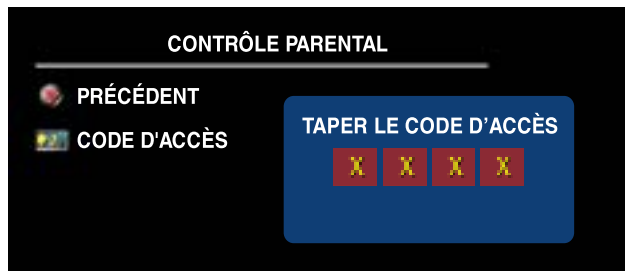 CONTRÔLE PARENTAL
PRÉCÉDENT
CODE D'ACCÈS
TAPER LE CODE D’ACCÈS
X X X X